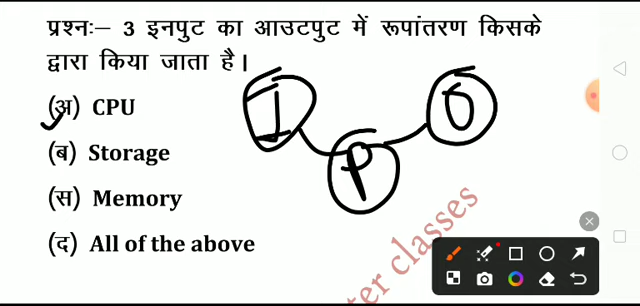 प्रश्नः– 3 इनपुट का आउटपुट में रूपांतरण किसके
द्वारा किया जाता है।
(अ) CPU
(ब) Storage
(स) Memory
(द) All of the above
I
P
O
ter classes